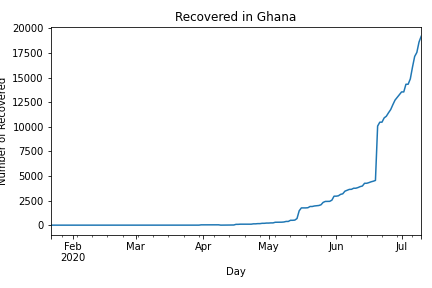 Recovered in Ghana
20000
17500
15000
12500
10000
7500
5000
2500
0
Number of Recovered
Feb
2020
Mar
Apr
May
Jun
Jul
Day